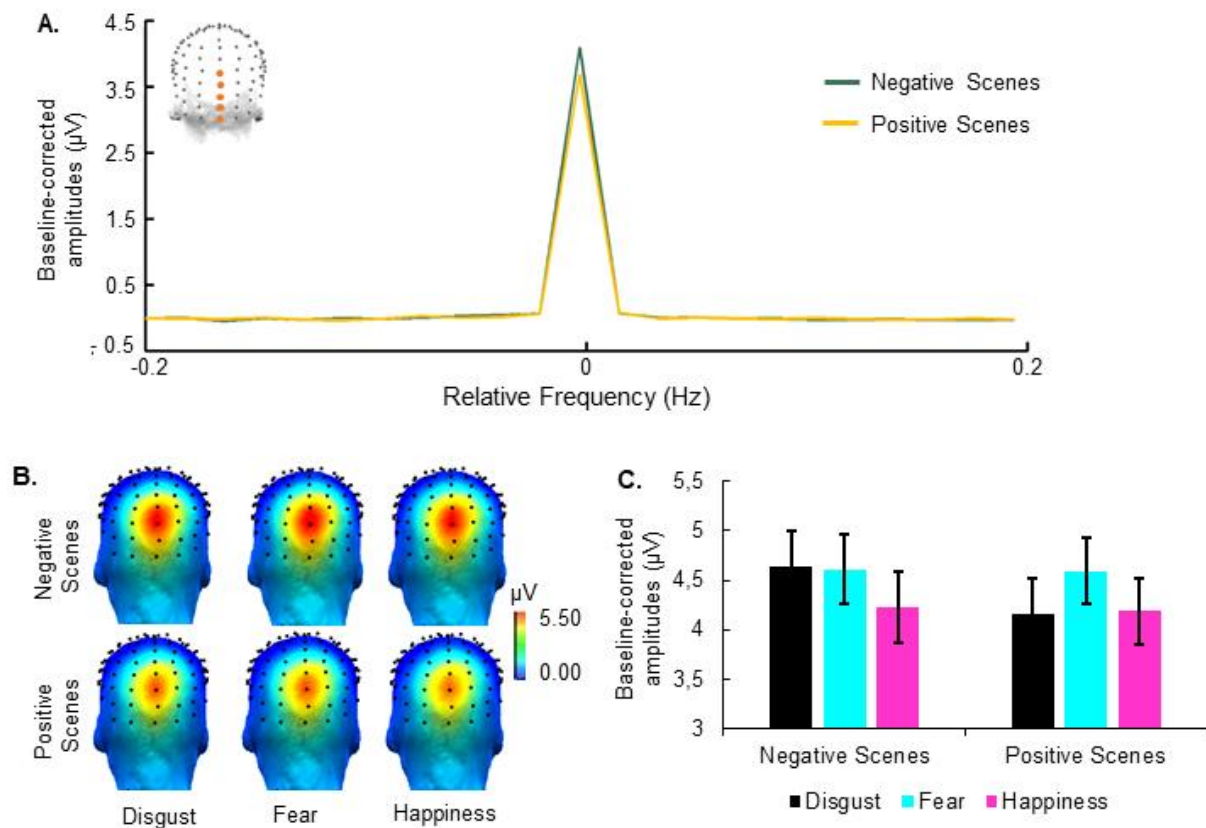 A.
4.5
3.5
2.5
1.5
0.5
- 0.5
Baseline-corrected
amplitudes (µV)
-0.2
0
0.2
Relative Frequency (Hz)
Negative Scenes
Positive Scenes
B.
Negative
Scenes
Positive
Scenes
µV
5.50
0.00
Disgust
Fear
Happiness
C.
5,5
5
4,5
4
3,5
3
Baseline-corrected
amplitudes (µV)
Negative Scenes
Positive Scenes
Disgust
Fear
Happiness